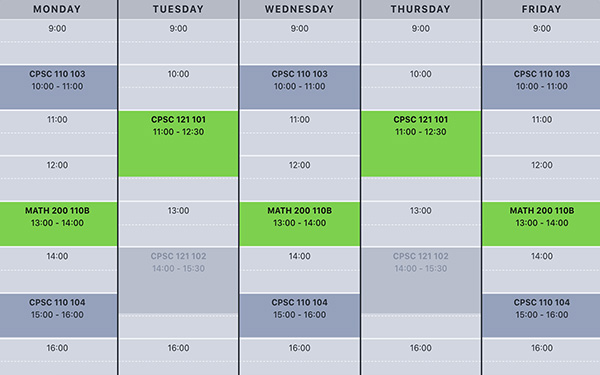 MONDAY TUESDAY WEDNESDAY THURSDAY FRIDAY
9:00 9:00 9:00 9:00 9:00
CPSC 110 103 10:00 CPSC 110 103 10:00 CPSC 110 103
10:00 - 11:00 10:00 - 11:00 10:00 - 11:00
11:00 CPSC 121 101 11:00 CPSC 121 101 11:00
11:00 - 12:30 11:00 - 12:30
12:00 12:00 12:00
MATH 200 110B 13:00 MATH 200 110B 13:00 MATH 200 110B
13:00 - 14:00 13:00 - 14:00 13:00 - 14:00
14:00 CPSC 121 102 14:00 CPSC 121 102 14:00
14:00 - 15:30 14:00 - 15:30
CPSC 110 104 CPSC 110 104 CPSC 110 104
15:00 - 16:00 15:00 - 16:00 15:00 - 16:00
16:00 16:00 16:00 16:00 16:00